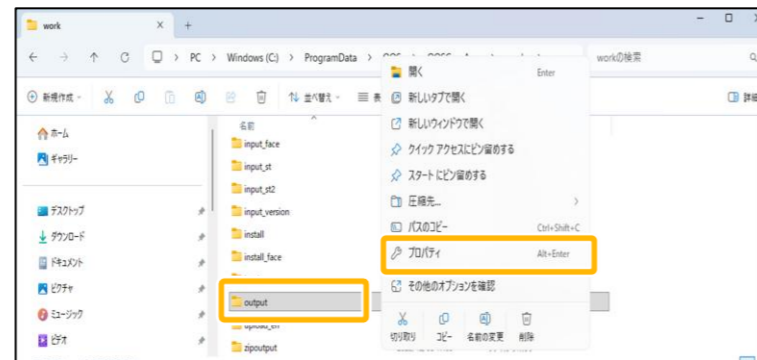 work
PC > Windows (C:) > ProgramData >
workの検索
新規作成
並べ替え
詳細
ホーム
ギャラリー
デスクトップ
ダウンロード
ドキュメント
ピクチャ
ミュージック
ビデオ
名前
input_face
input_st
input_st2
input_version
install
install_face
output
zipoutput
開く Enter
新しいタブで開く
新しいウィンドウで開く
クイック アクセスにピン留めする
スタート にピン留めする
圧縮先...
パスのコピー Ctrl+Shift+C
プロパティ Alt+Enter
その他のオプションを確認
切り取り コピー 名前の変更 削除